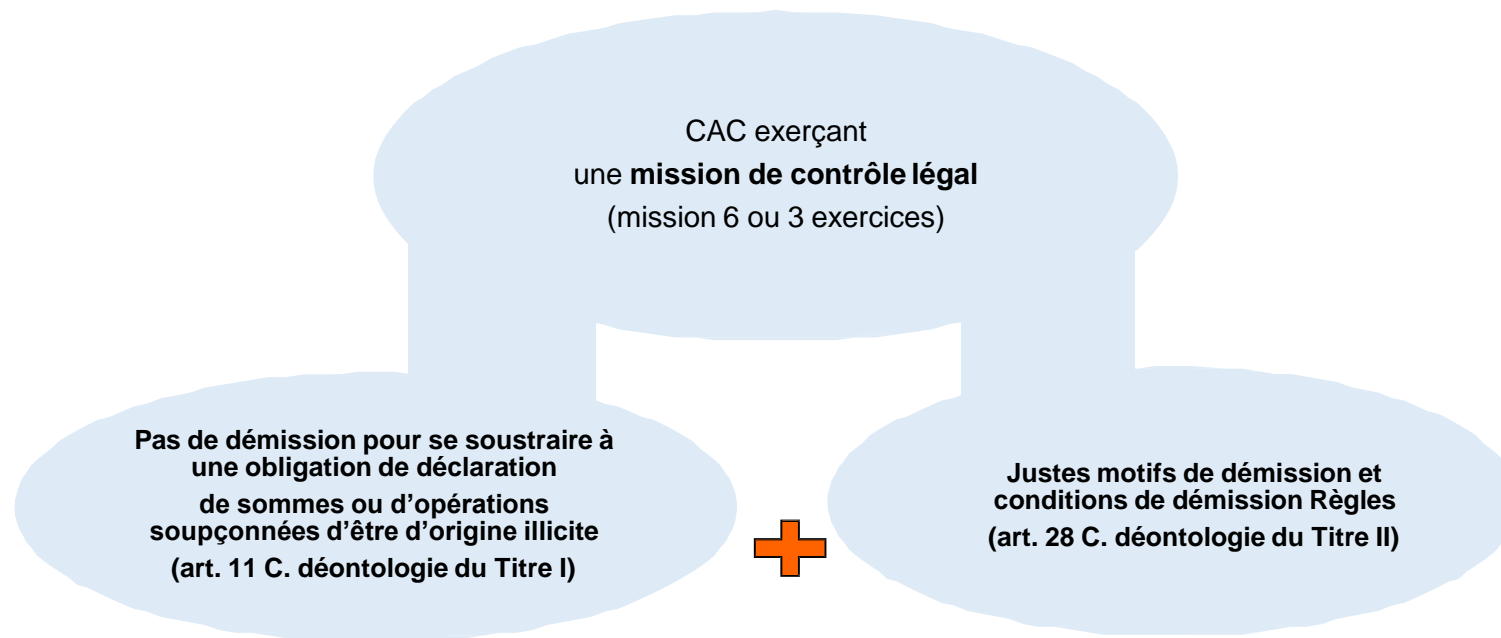 CAC exerçant
une mission de contrôle légal
(mission 6 ou 3 exercices)
Pas de démission pour se soustraire à
une obligation de déclaration
de sommes ou d’opérations
soupçonnées d’être d’origine illicite
(art. 11 C. déontologie du Titre I)
Justes motifs de démission et
conditions de démission Règles
(art. 28 C. déontologie du Titre II)